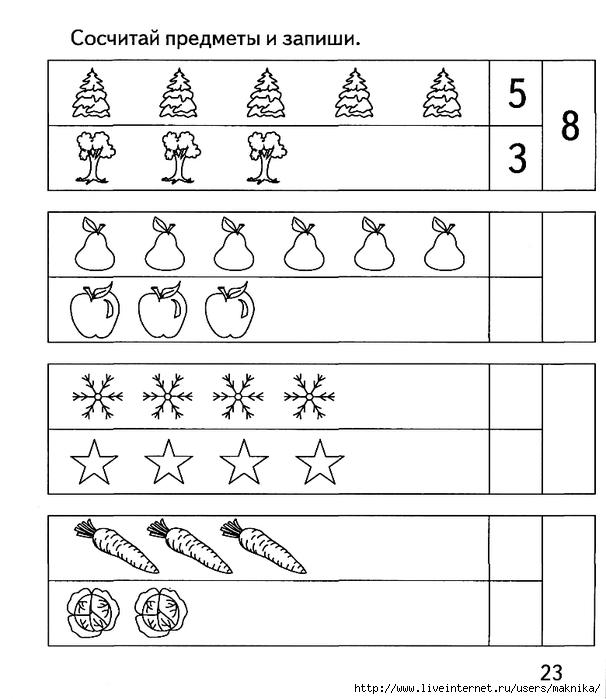 Сосчитай предметы и запиши.
5
8
3
23
http://www.liveinternet.ru/users/maknika/